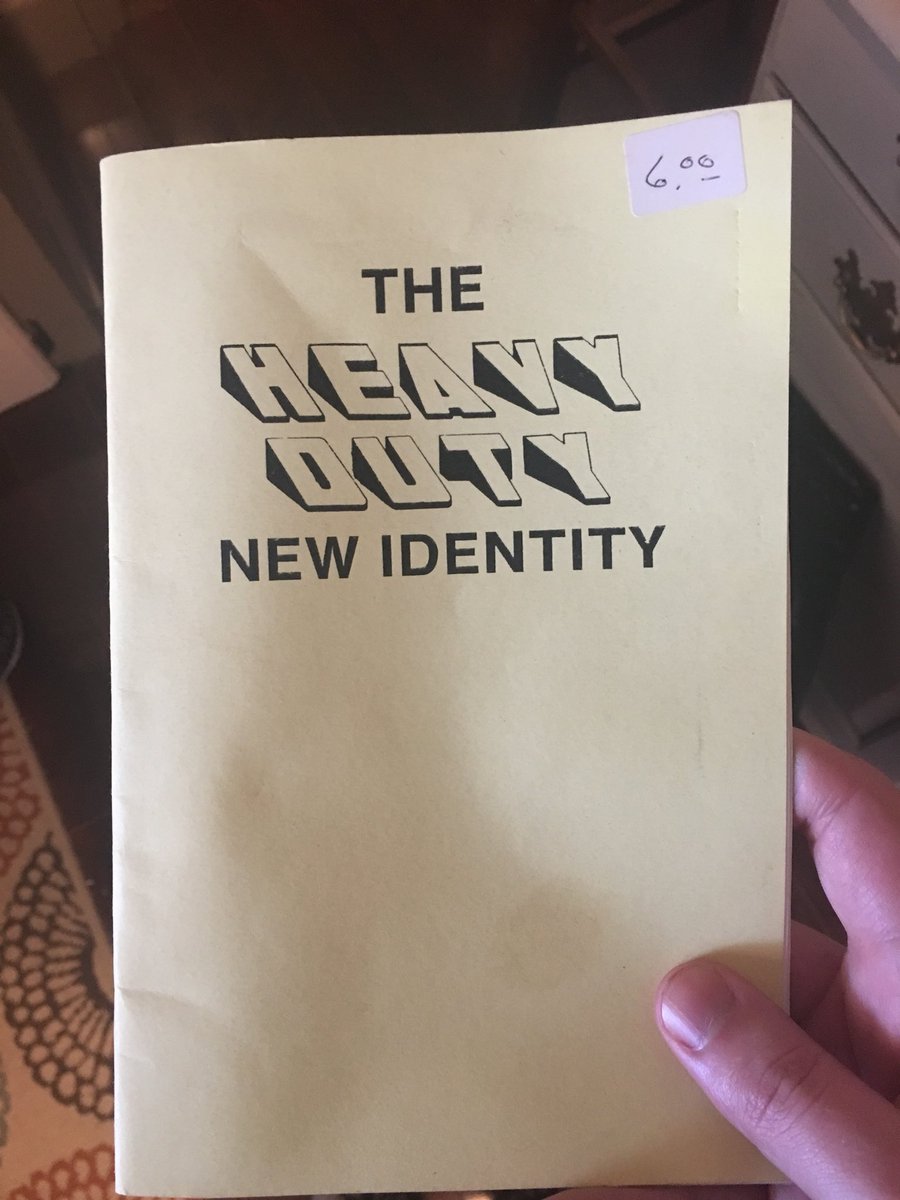 6.00
THE
HEAVY
DUTY
NEW IDENTITY